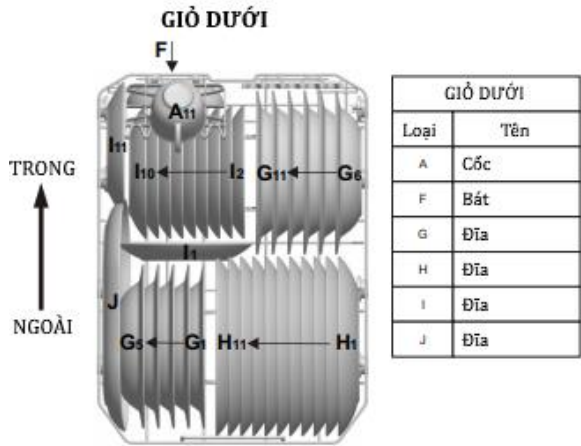 GIỎ DƯỚI
F
A11
I11
I10
I2
G11
G6
TRONG
I1
J
NGOÀI
G5
G1
H11
H1
GIỎ DƯỚI
Loại Tên
A Cốc
F Bát
G Đĩa
H Đĩa
I Đĩa
J Đĩa